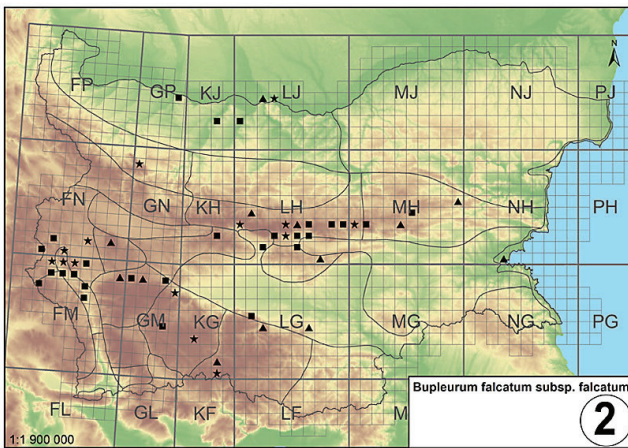 N
FP GP KJ LJ MJ NJ PJ
FN GN KH LH MH NH PH
FM GM KG LG MG NG PG
FL GL KF LF M
Bupleurum falcatum subsp. falcatum
2
1:1 900 000